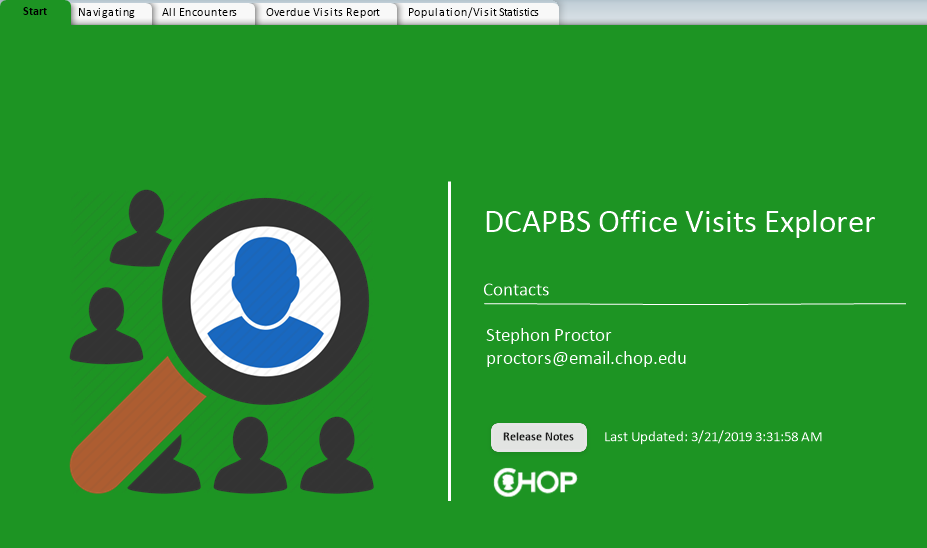 Start
Navigating
All Encounters
Overdue Visits Report
Population/Visit Statistics
DCAPBS Office Visits Explorer
Contacts
Stephon Proctor
proctors@email.chop.edu
Release Notes
Last Updated: 3/21/2019 3:31:58 AM
CHOP